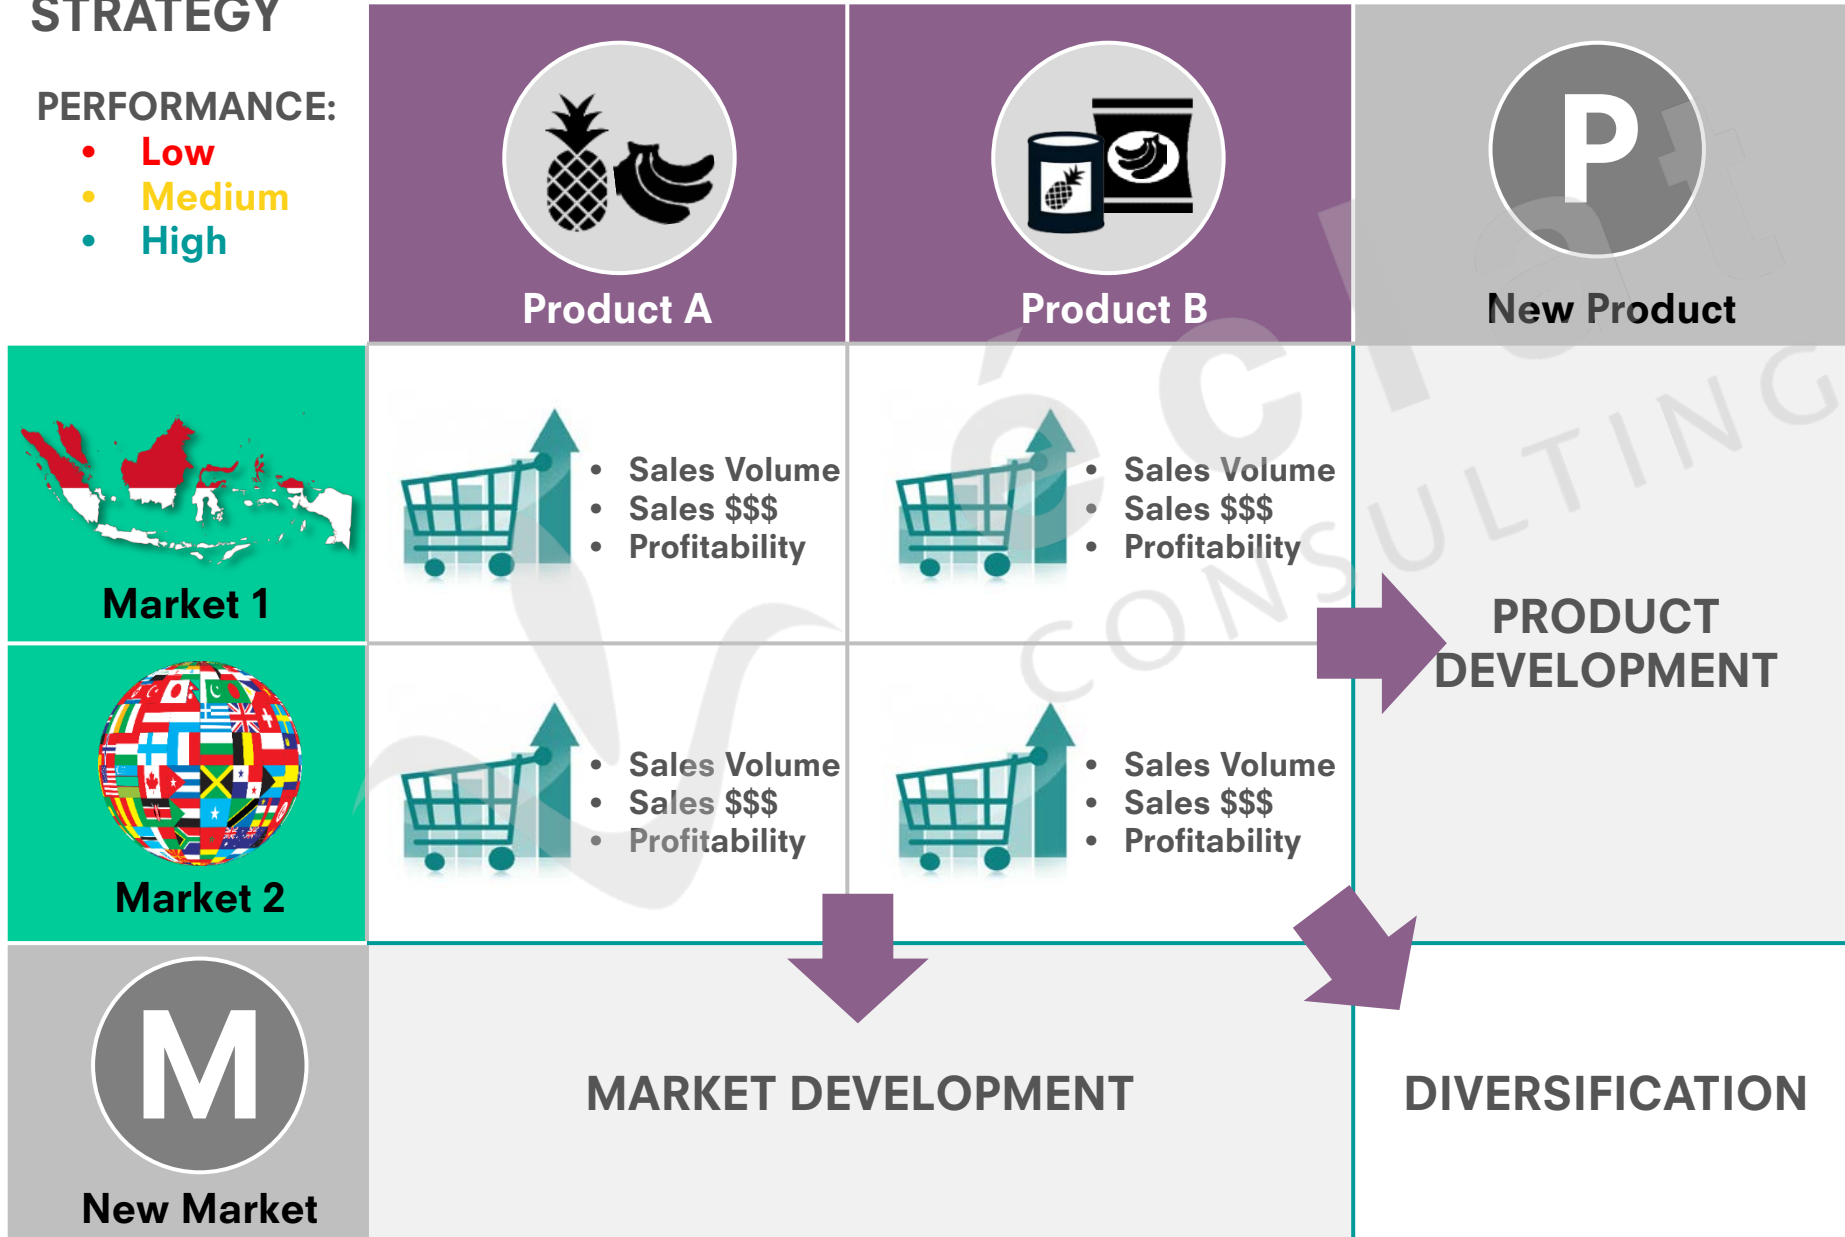 STRATEGY
PERFORMANCE:
• Low
• Medium
• High
Product A
Product B
P
New Product
Market 1
• Sales Volume
• Sales $$$
• Profitability
• Sales Volume
• Sales $$$
• Profitability
PRODUCT
DEVELOPMENT
Market 2
• Sales Volume
• Sales $$$
• Profitability
• Sales Volume
• Sales $$$
• Profitability
M
New Market
MARKET DEVELOPMENT
DIVERSIFICATION
éclat
CONSULTING